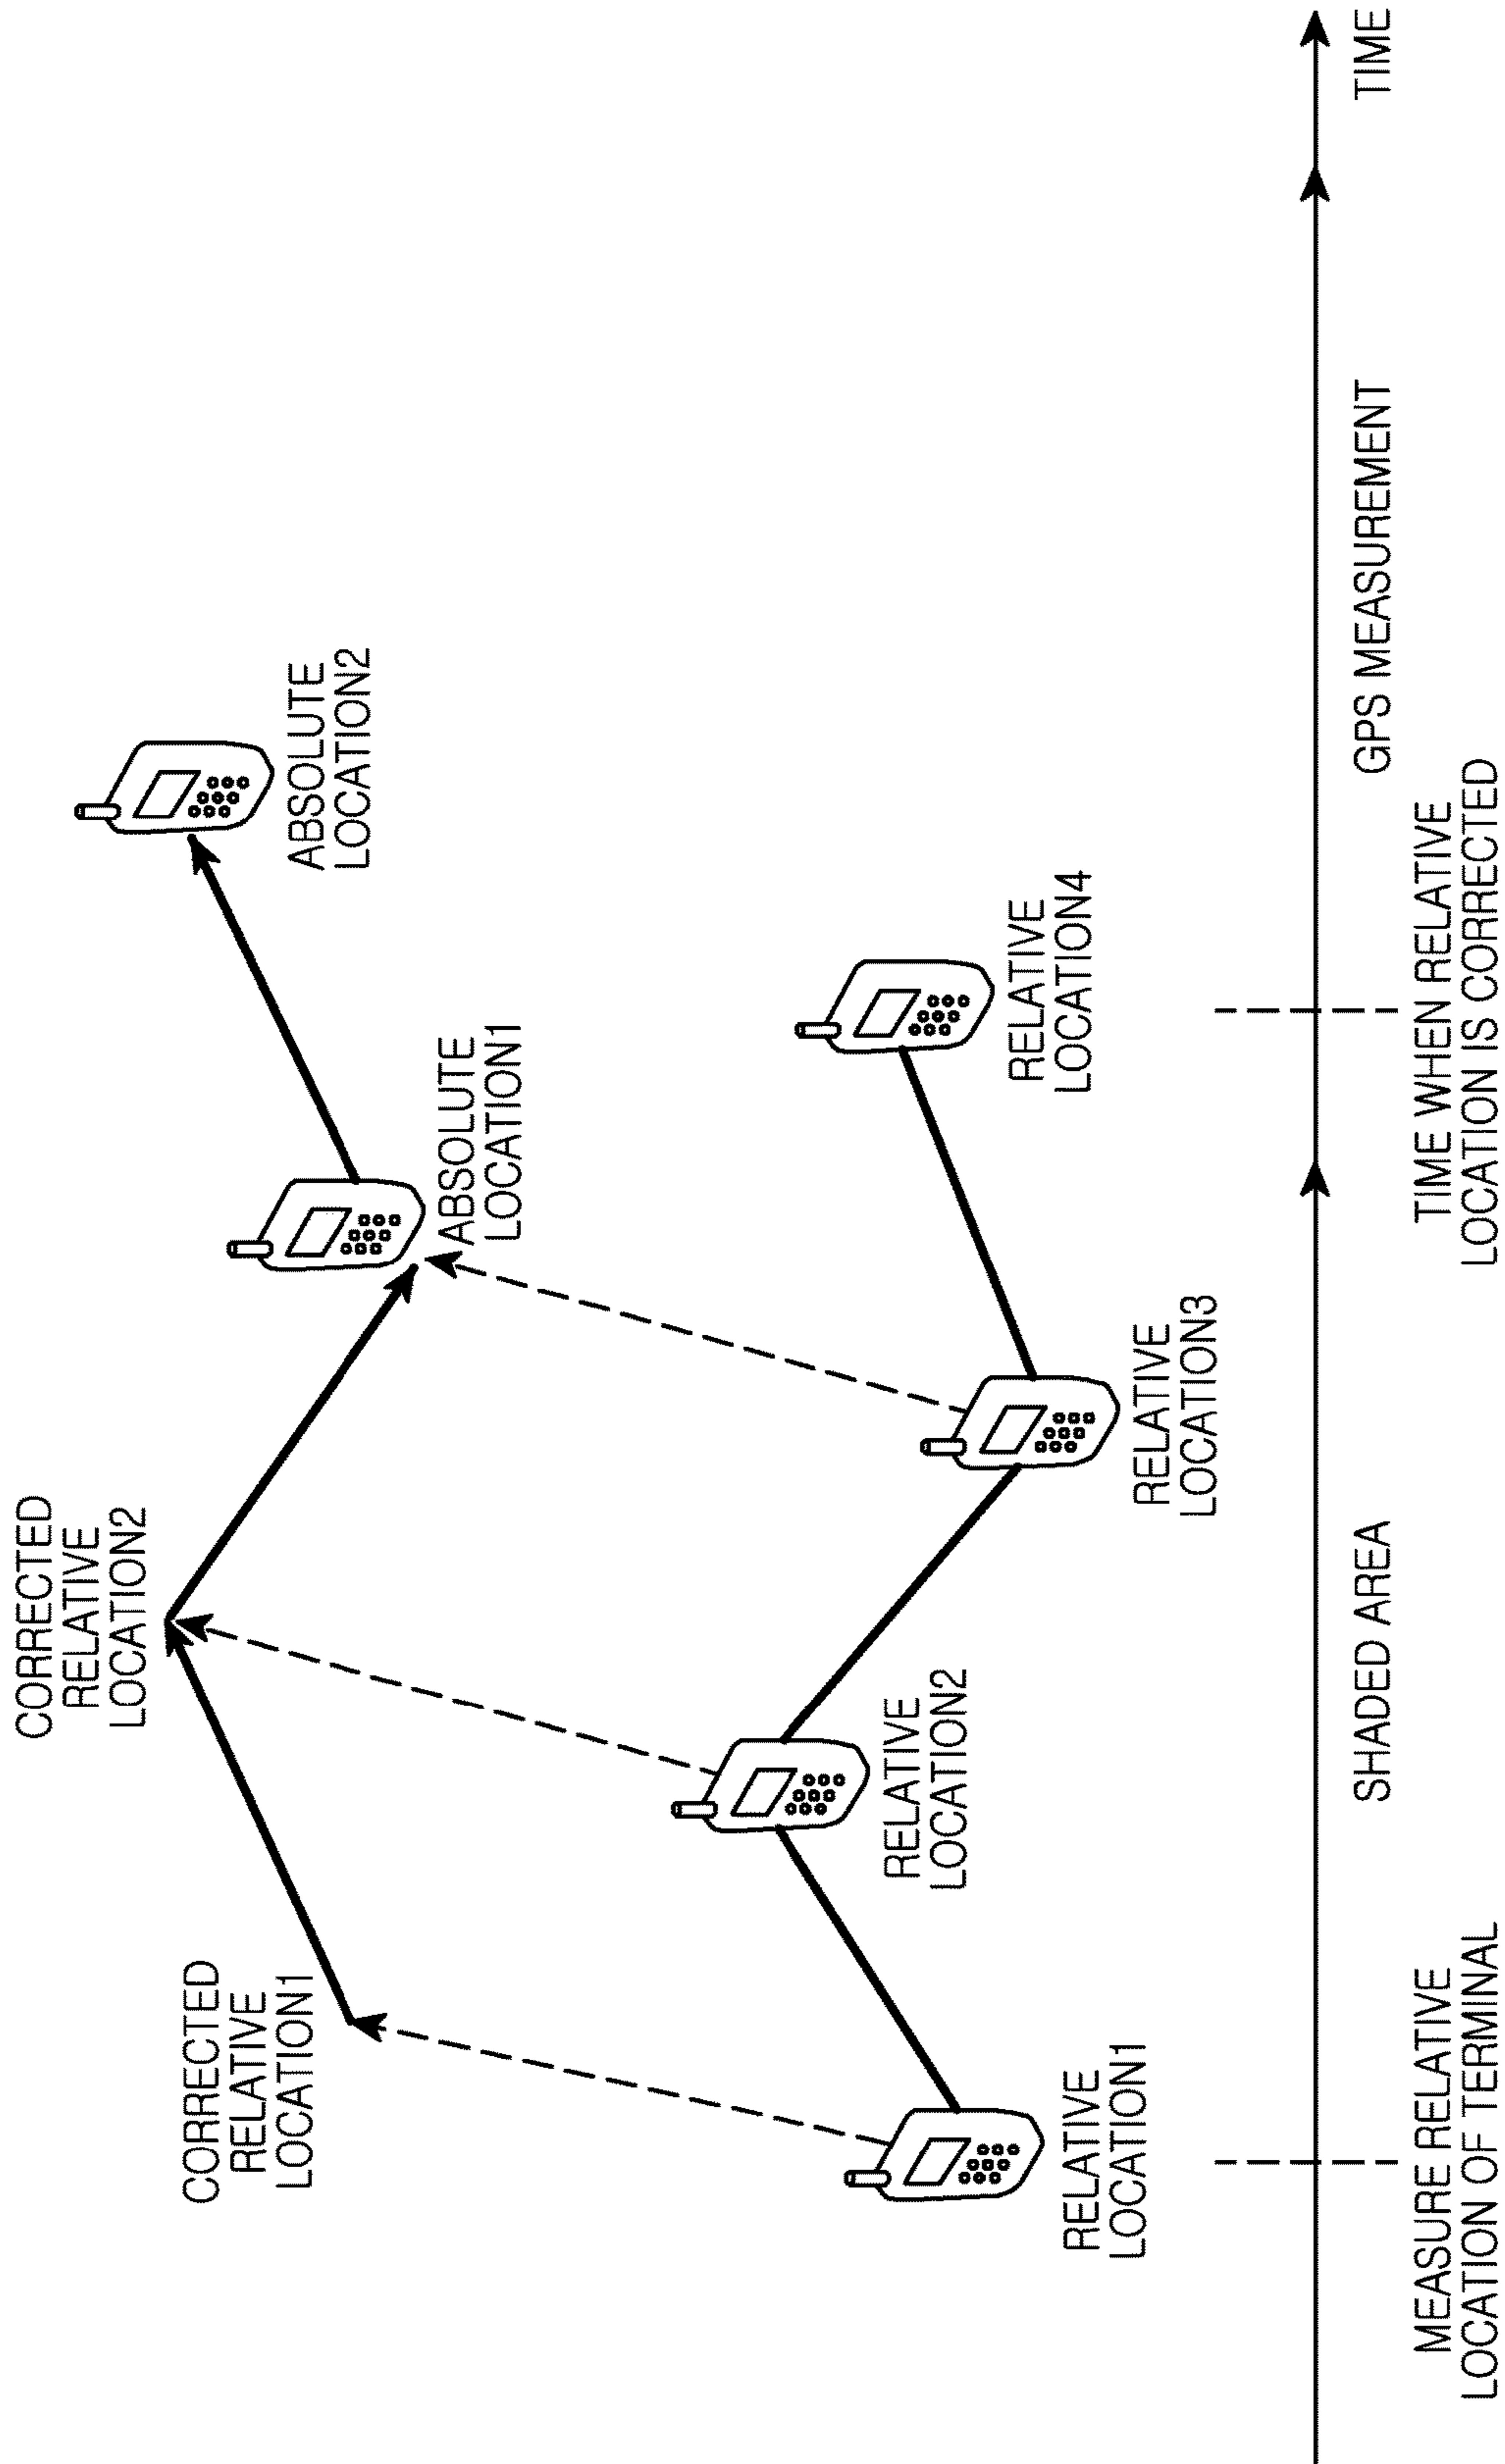 CORRECTED
RELATIVE
LOCATION1
CORRECTED
RELATIVE
LOCATION2
ABSOLUTE
LOCATION1
ABSOLUTE
LOCATION2
RELATIVE
LOCATION1
RELATIVE
LOCATION2
RELATIVE
LOCATION3
RELATIVE
LOCATION4
SHADED AREA
GPS MEASUREMENT
TIME
MEASURE RELATIVE
LOCATION OF TERMINAL
TIME WHEN RELATIVE
LOCATION IS CORRECTED